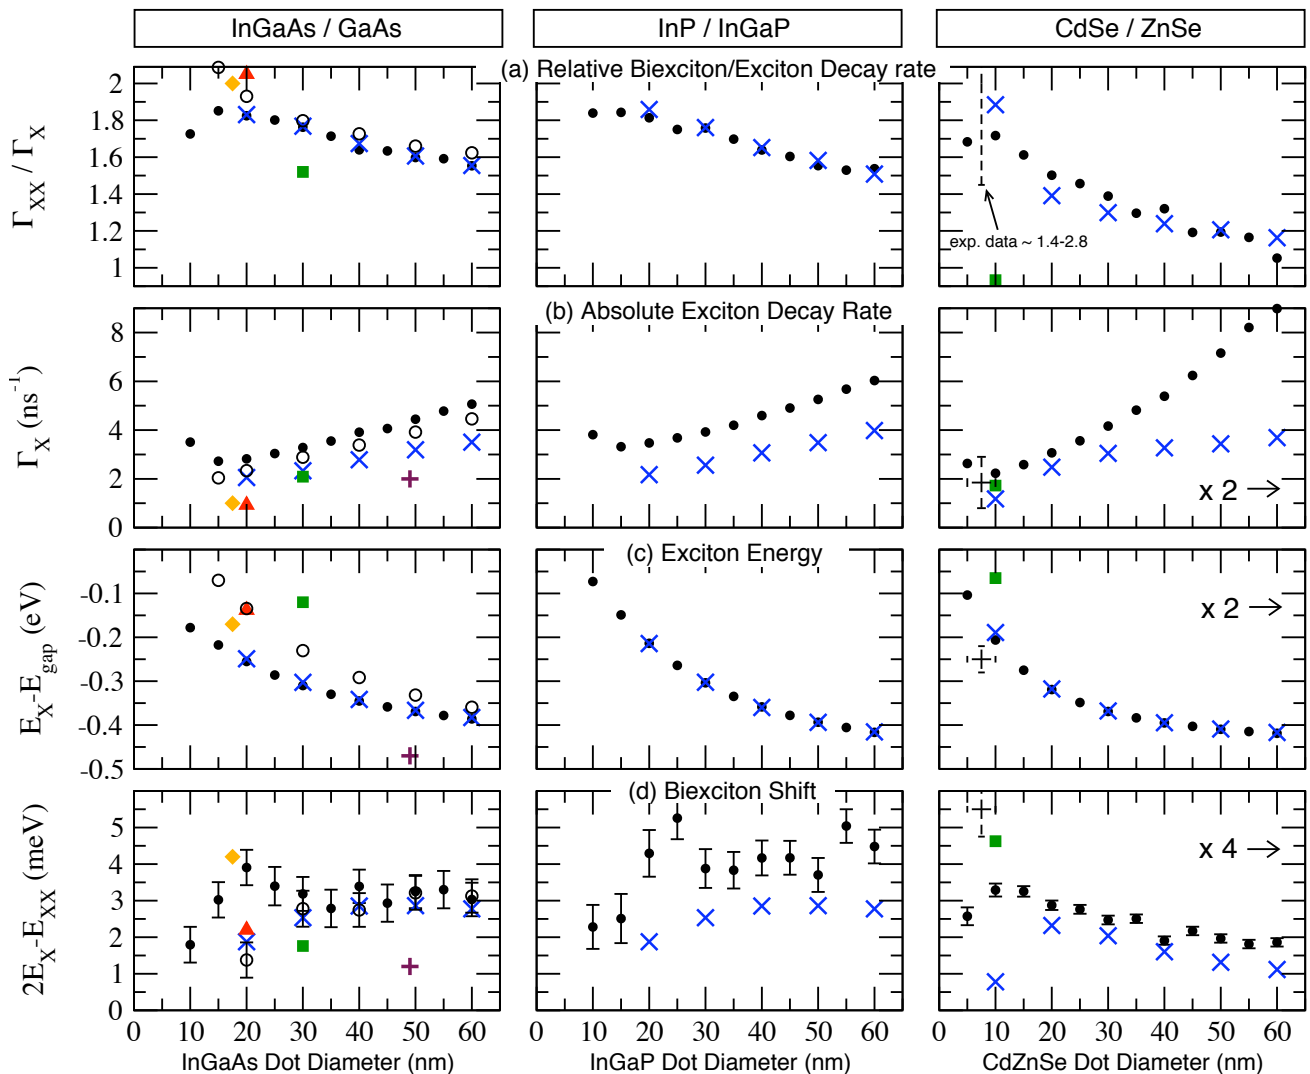 InGaAs / GaAs
InP / InGaP
CdSe / ZnSe
(a) Relative Biexciton/Exciton Decay rate
Γ_XX / Γ_X
2
1.8
1.6
1.4
1.2
1
exp. data ~ 1.4-2.8
(b) Absolute Exciton Decay Rate
Γ_X (ns^-1)
8
6
4
2
0
x 2
(c) Exciton Energy
E_X-E_gap (eV)
-0.1
-0.2
-0.3
-0.4
-0.5
x 2
(d) Biexciton Shift
2E_X-E_XX (meV)
5
4
3
2
1
0
x 4
0 10 20 30 40 50 60
0 10 20 30 40 50 60
0 10 20 30 40 50 60
InGaAs Dot Diameter (nm)
InGaP Dot Diameter (nm)
CdZnSe Dot Diameter (nm)